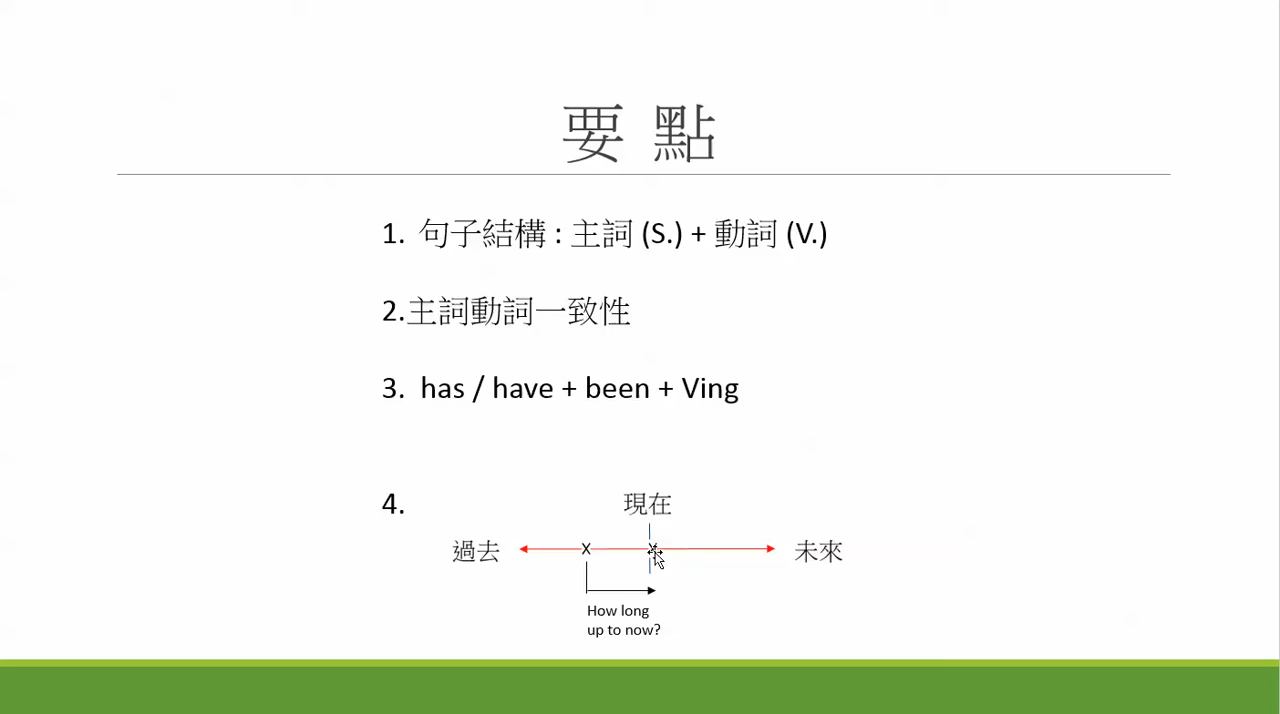 要 點
1. 句子結構 : 主詞 (S.) + 動詞 (V.)
2.主詞動詞一致性
3. has / have + been + Ving
4.
現在
過去 X X 未來
How long
up to now?